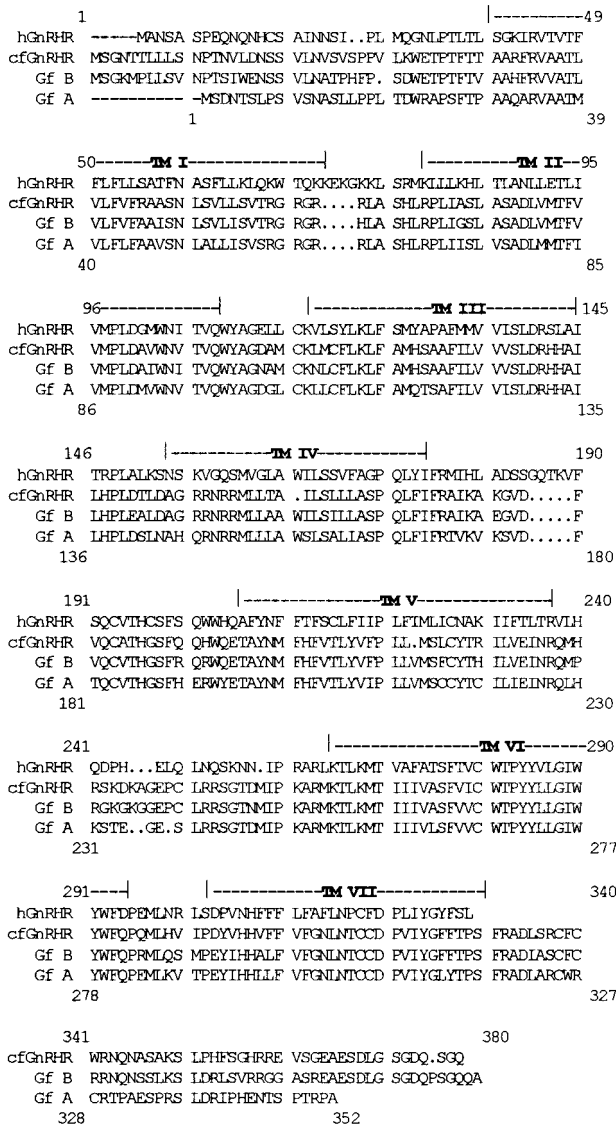 1 49
hGnRHR -----MANSA SPEQNQNHCS AINNSI..PL MQGNLPTLTL SGKIRVTVTF
cfGnRHR MSGNTTLLLS NPTNVLDNSS VLNVSVSPPV LKWETPTFTT AARFRVAATL
Gf B MSGKMPLLSV NPTSIWENSS VLNATPHFP. SDWETPTFTV AAHFRVAATL
Gf A ---------- -MSDNTSLPS VSNASLLPPL TDWRAPSFTP AAQARVAATM
1 39
50------TM I-------------------| |----------TM II------95
hGnRHR FLFLLSATFN ASFLLKLQKW TQKKEKGKKL SRMKLLLKHL TLANLLETLI
cfGnRHR VLFVFRAASN LSVLLSVTRG RGR....RLA SHLRPLIASL ASADLVMTFV
Gf B VLFVFAAISN LSVLISVTRG RGR....RLA SHLRPLIGSL ASADLVMTFV
Gf A VLFLFAAVSN LALLISVSRG RGR....HLA SHLRPLIISL VSADLMMTFI
40 85
96-------------| |--------------TM III---------|145
hGnRHR VMPLDGMWNI TVQWYAGELL CKVLSYLKLF SMYAPAFMMV VISLDRSLAI
cfGnRHR VMPLDAVWNV TVQWYAGDAM CKLMCFLKLF AMHSAAFILV VVSLDRHHAI
Gf B VMPLDAIWNI TVQWYAGNAM CKNLCFLKLF AMHSAAFILV VVSLDRHHAI
Gf A VMPLDMVWNV TVQWYAGDGL CKLLCFLKLF AMQTSAFILV VISLDRHHAI
86 135
146 |------------TM IV------------| 190
hGnRHR TRPLALKSNS KVGQSMVGLA WILSSVFAGP QLYIFRMIHL ADSSGQTKVF
cfGnRHR LHPLDTLDAG RRNRRMLLTA .ILSLLLASP QLFIFRAIKA KGVD.....F
Gf B LHPLEALDAG RRNRRMLLAA WILSILLASP QLFIFRAIKA EGVD.....F
Gf A LHPLDSLNAH QRNRRMLLLA WSLSALIASP QLFIFRTVKV KSVD.....F
136 180
191 |----------------TM V----------------| 240
hGnRHR SQCVTHCSFS QWWHQAFYNF FTFSCLFIIP LFIMLICNAK IIFTLTRVLH
cfGnRHR VQCATHGSFQ QHWQETAYNM FHFVTLYVFP LL.MSLCYTR ILVEINRQMH
Gf B VQCVTHGSFR QRWQETAYNM FHFVTLYVFP LLVMSFCYTH ILVEINRQMP
Gf A TQCVTHGSFH ERWYETAYNM FHFVTLYVIP LLVMSCCYTC ILIEINRQLH
181 230
241 |----------------TM VI-------290
hGnRHR QDPH...ELQ LNQSKNN.IP RARLKTLKMT VAFATSFTVC WTPYYVLGIW
cfGnRHR RSKDKAGEPC LRRSGTDMIP KARMKTLKMT IIIVASFVIC WTPYYLLGIW
Gf B RGKGKGGEPC LRRSGTNMIP KARMKTLKMT IIIVASFVVC WTPYYLLGIW
Gf A KSTE..GE.S LRRSGTDMIP KARMKTLKMT IIIVLSFVVC WTPYYLLGIW
231 277
291----| |-------------TM VII-------------| 340
hGnRHR YWFDPEMLNR LSDPVNHFFF LFAFLNPCFD PLIYGYFSL
cfGnRHR YWFQPQMLHV IPDYVHHVFF VFGNLNTCCD PVIYGFFTPS FRADLSRCFC
Gf B YWFQPRMLQS MPEYIHHALF VFGNLNTCCD PVIYGFFTPS FRADIASCFC
Gf A YWFQPEMLKV TPEYIHHLLF VFGNLNTCCD PVIYGLYTPS FRADLARCWR
278 327
341 380
cfGnRHR WRNQNASAKS LPHFSGHRRE VSGEAESDLG SGDQ.SGQ
Gf B RRNQNSSLKS LDRLSVRRGG ASREAESDLG SGDQPSGQQA
Gf A CRTPAESPRS LDRIPHENTS PTRPA
328 352